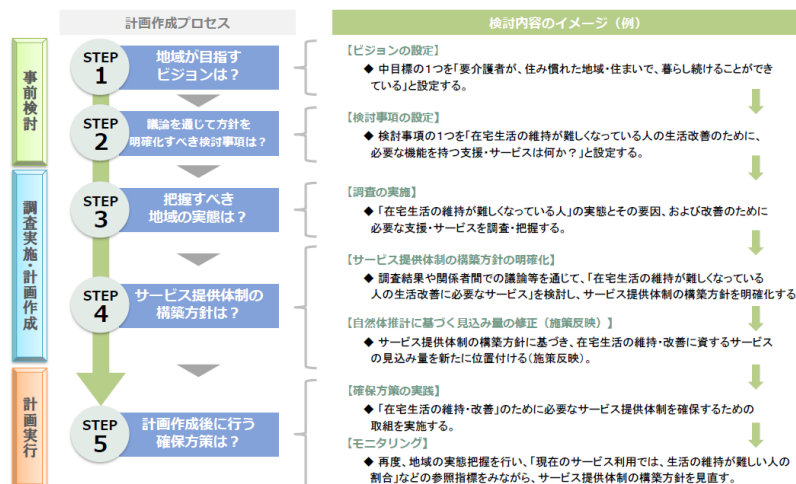 計画作成プロセス
検討内容のイメージ（例）
事前検討
STEP
1
地域が目指す
ビジョンは？
STEP
2
議論を通じて方針を
明確化すべき検討事項は？
調査実施・計画作成
STEP
3
把握すべき
地域の実態は？
STEP
4
サービス提供体制の
構築方針は？
計画実行
STEP
5
計画作成後に行う
確保方策は？
【ビジョンの設定】
◆ 中目標の1つを「要介護者が、住み慣れた地域・住まいで、暮らし続けることができ
ている」と設定する。
【検討事項の設定】
◆ 検討事項の1つを「在宅生活の維持が難しくなっている人の生活改善のために、
必要な機能を持つ支援・サービスは何か？」と設定する。
【調査の実施】
◆ 「在宅生活の維持が難しくなっている人」の実態とその要因、および改善のために
必要な支援・サービスを調査・把握する。
【サービス提供体制の構築方針の明確化】
◆ 調査結果や関係者間での議論等を通じて、「在宅生活の維持が難しくなっている
人の生活改善に必要なサービス」を検討し、サービス提供体制の構築方針を明確化する
【自然体推計に基づく見込み量の修正（施策反映）】
◆ サービス提供体制の構築方針に基づき、在宅生活の維持・改善に資するサービス
の見込み量を新たに位置付ける（施策反映）。
【確保方策の実践】
◆ 「在宅生活の維持・改善」のために必要なサービス提供体制を確保するための
取組を実施する。
【モニタリング】
◆ 再度、地域の実態把握を行い、「現在のサービス利用では、生活の維持が難しい人の
割合」などの参照指標をみながら、サービス提供体制の構築方針を見直す。